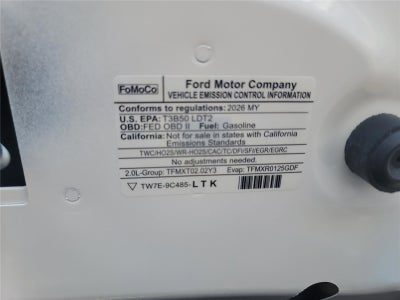 FoMoCo
Ford Motor Company
VEHICLE EMISSION CONTROL INFORMATION
Conforms to regulations: 2026 MY
U.S. EPA: T3B50 LDT2
OBD:FED OBD II Fuel: Gasoline
California: Not for sale in states with California
Emissions Standards
TWC/HO2S/WR-HO2S/CAC/TC/DFI/SFI/EGR/EGRC
No adjustments needed.
2.0L-Group: TFMXT02.02Y3 Evap: TFMXR0125GDF
TW7E-9C485-LTK